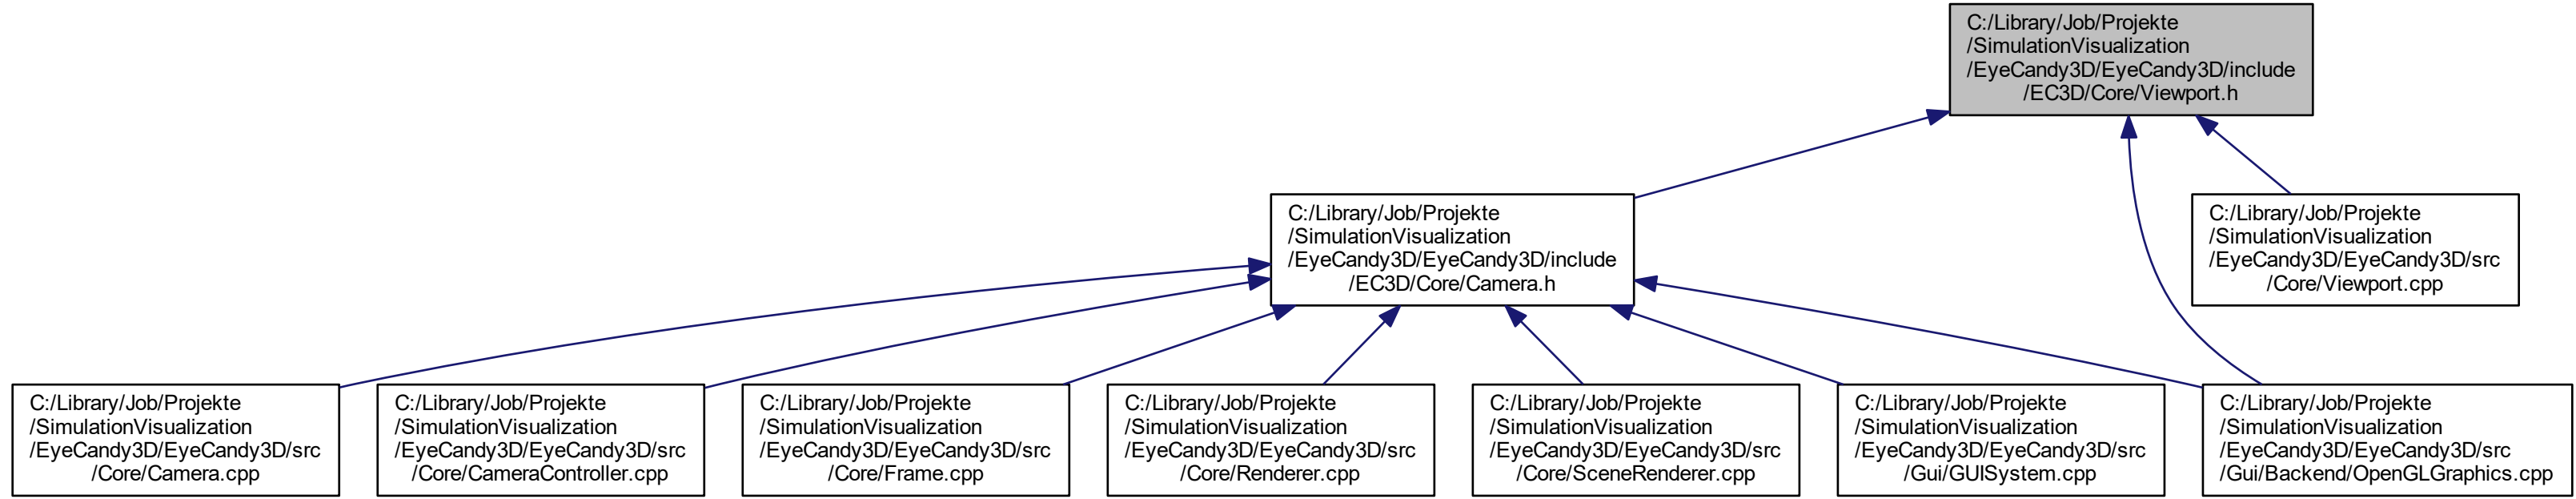 C:/Library/Job/Projekte
/SimulationVisualization
/EyeCandy3D/EyeCandy3D/include
/EC3D/Core/Viewport.h
C:/Library/Job/Projekte
/SimulationVisualization
/EyeCandy3D/EyeCandy3D/include
/EC3D/Core/Camera.h
C:/Library/Job/Projekte
/SimulationVisualization
/EyeCandy3D/EyeCandy3D/src
/Core/Viewport.cpp
C:/Library/Job/Projekte
/SimulationVisualization
/EyeCandy3D/EyeCandy3D/src
/Core/Camera.cpp
C:/Library/Job/Projekte
/SimulationVisualization
/EyeCandy3D/EyeCandy3D/src
/Core/CameraController.cpp
C:/Library/Job/Projekte
/SimulationVisualization
/EyeCandy3D/EyeCandy3D/src
/Core/Frame.cpp
C:/Library/Job/Projekte
/SimulationVisualization
/EyeCandy3D/EyeCandy3D/src
/Core/Renderer.cpp
C:/Library/Job/Projekte
/SimulationVisualization
/EyeCandy3D/EyeCandy3D/src
/Core/SceneRenderer.cpp
C:/Library/Job/Projekte
/SimulationVisualization
/EyeCandy3D/EyeCandy3D/src
/Gui/GUISystem.cpp
C:/Library/Job/Projekte
/SimulationVisualization
/EyeCandy3D/EyeCandy3D/src
/Gui/Backend/OpenGLGraphics.cpp